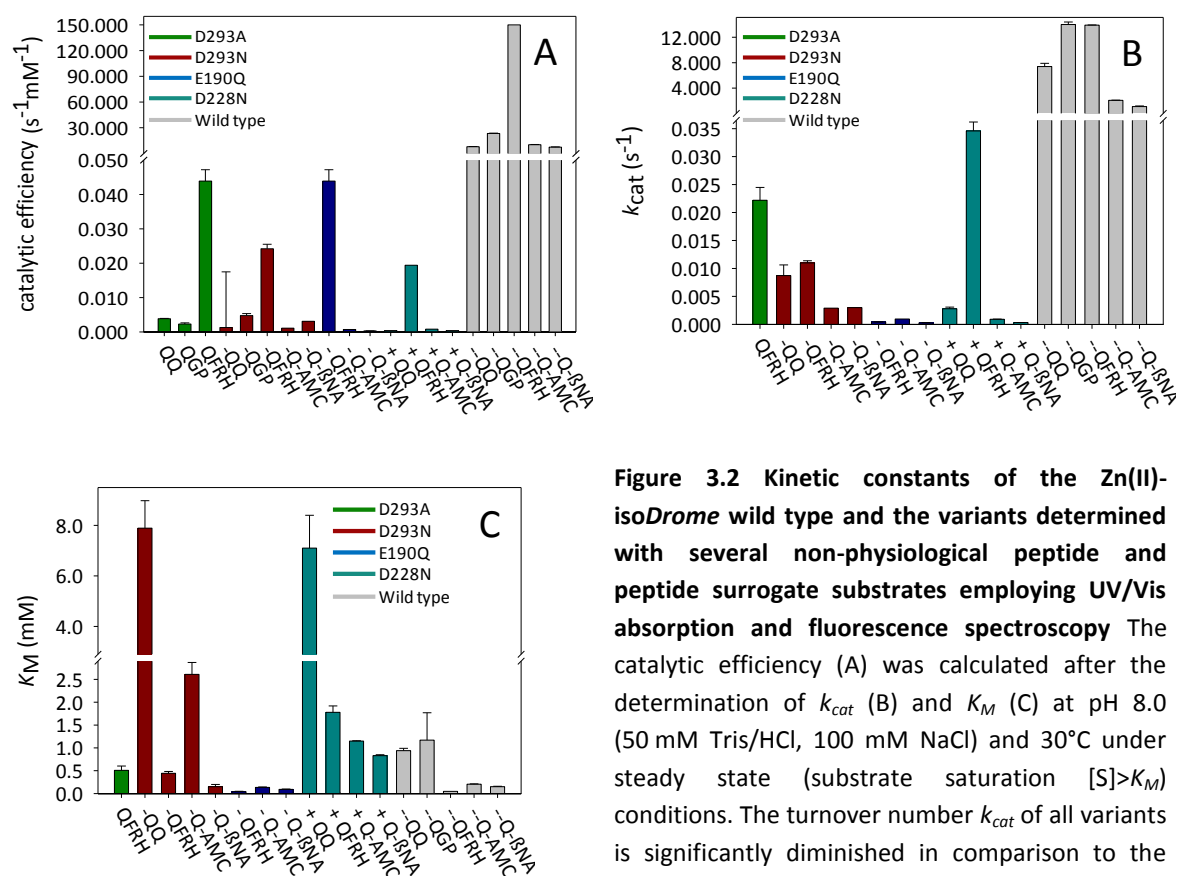 150.000
120.000
90.000
60.000
30.000
0.050
0.040
0.030
0.020
0.010
0.000
catalytic efficiency (s⁻¹mM⁻¹)
D293A
D293N
E190Q
D228N
Wild type
A
QQ
QGP
QFRH
-QQ
-QGP
-QFRH
-Q-AMC
-Q-ßNA
- QFRH
- Q-AMC
- Q-ßNA
+ QQ
+ QFRH
+ Q-AMC
+ Q-ßNA
--QQ
--QGP
--QFRH
--Q-AMC
--Q-ßNA
12.000
8.000
4.000
0.035
0.030
0.025
0.020
0.015
0.010
0.005
0.000
kcat (s⁻¹)
D293A
D293N
E190Q
D228N
Wild type
B
QFRH
-QQ
-QFRH
-Q-AMC
-Q-ßNA
- QFRH
- Q-AMC
- Q-ßNA
+ QQ
+ QFRH
+ Q-AMC
+ Q-ßNA
--QQ
--QGP
--QFRH
--Q-AMC
--Q-ßNA
8.0
6.0
4.0
2.5
2.0
1.5
1.0
0.5
0.0
KM (mM)
D293A
D293N
E190Q
D228N
Wild type
C
QFRH
-QQ
-QFRH
-Q-AMC
-Q-ßNA
- QFRH
- Q-AMC
- Q-ßNA
+ QQ
+ QFRH
+ Q-AMC
+ Q-ßNA
--QQ
--QGP
--QFRH
--Q-AMC
--Q-ßNA
Figure 3.2 Kinetic constants of the Zn(II)-
isoDrome wild type and the variants determined
with several non-physiological peptide and
peptide surrogate substrates employing UV/Vis
absorption and fluorescence spectroscopy The
catalytic efficiency (A) was calculated after the
determination of kcat (B) and KM (C) at pH 8.0
(50 mM Tris/HCl, 100 mM NaCl) and 30°C under
steady state (substrate saturation [S]>KM)
conditions. The turnover number kcat of all variants
is significantly diminished in comparison to the